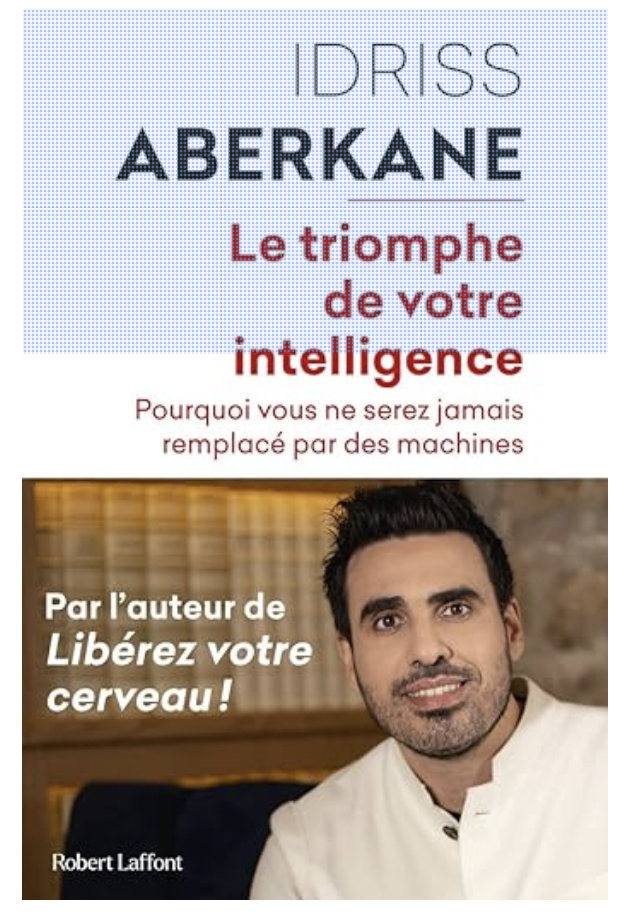 IDRISS
ABERKANE
Le triomphe
de votre
intelligence
Pourquoi vous ne serez jamais
remplacé par des machines
Par l'auteur de
Libérez votre
cerveau !
Robert Laffont